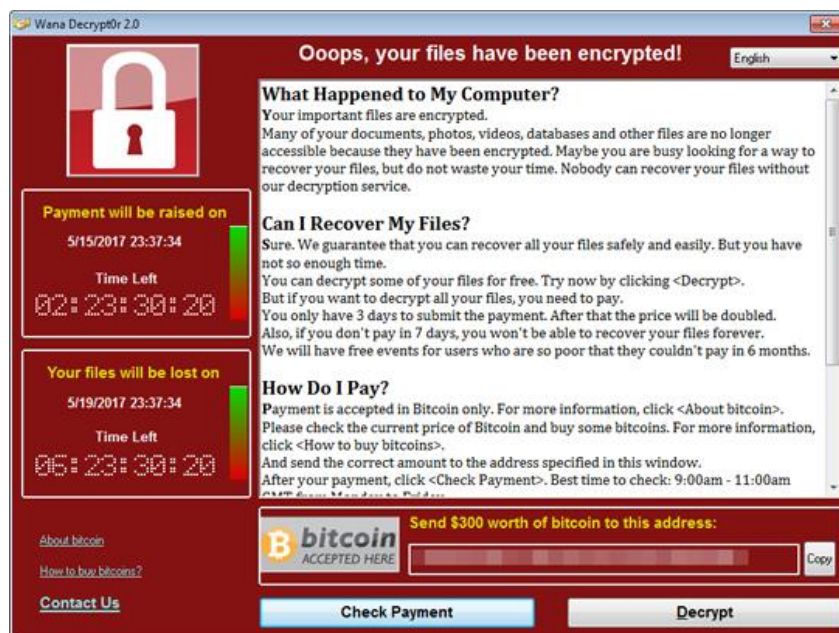 Wana Decrypt0r 2.0
Ooops, your files have been encrypted!
English
What Happened to My Computer?
Your important files are encrypted.
Many of your documents, photos, videos, databases and other files are no longer
accessible because they have been encrypted. Maybe you are busy looking for a way to
recover your files, but do not waste your time. Nobody can recover your files without
our decryption service.
Can I Recover My Files?
Sure. We guarantee that you can recover all your files safely and easily. But you have
not so enough time.
You can decrypt some of your files for free. Try now by clicking <Decrypt>.
But if you want to decrypt all your files, you need to pay.
You only have 3 days to submit the payment. After that the price will be doubled.
Also, if you don't pay in 7 days, you won't be able to recover your files forever.
We will have free events for users who are so poor that they couldn't pay in 6 months.
How Do I Pay?
Payment is accepted in Bitcoin only. For more information, click <About bitcoin>.
Please check the current price of Bitcoin and buy some bitcoins. For more information,
click <How to buy bitcoins>.
And send the correct amount to the address specified in this window.
After your payment, click <Check Payment>. Best time to check: 9:00am - 11:00am
GMT from Monday to Friday
Payment will be raised on
5/15/2017 23:37:34
Time Left
02:23:30:20
Your files will be lost on
5/19/2017 23:37:34
Time Left
06:23:30:20
About bitcoin
How to buy bitcoins?
Contact Us
bitcoin
ACCEPTED HERE
Send $300 worth of bitcoin to this address:
Copy
Check Payment
Decrypt